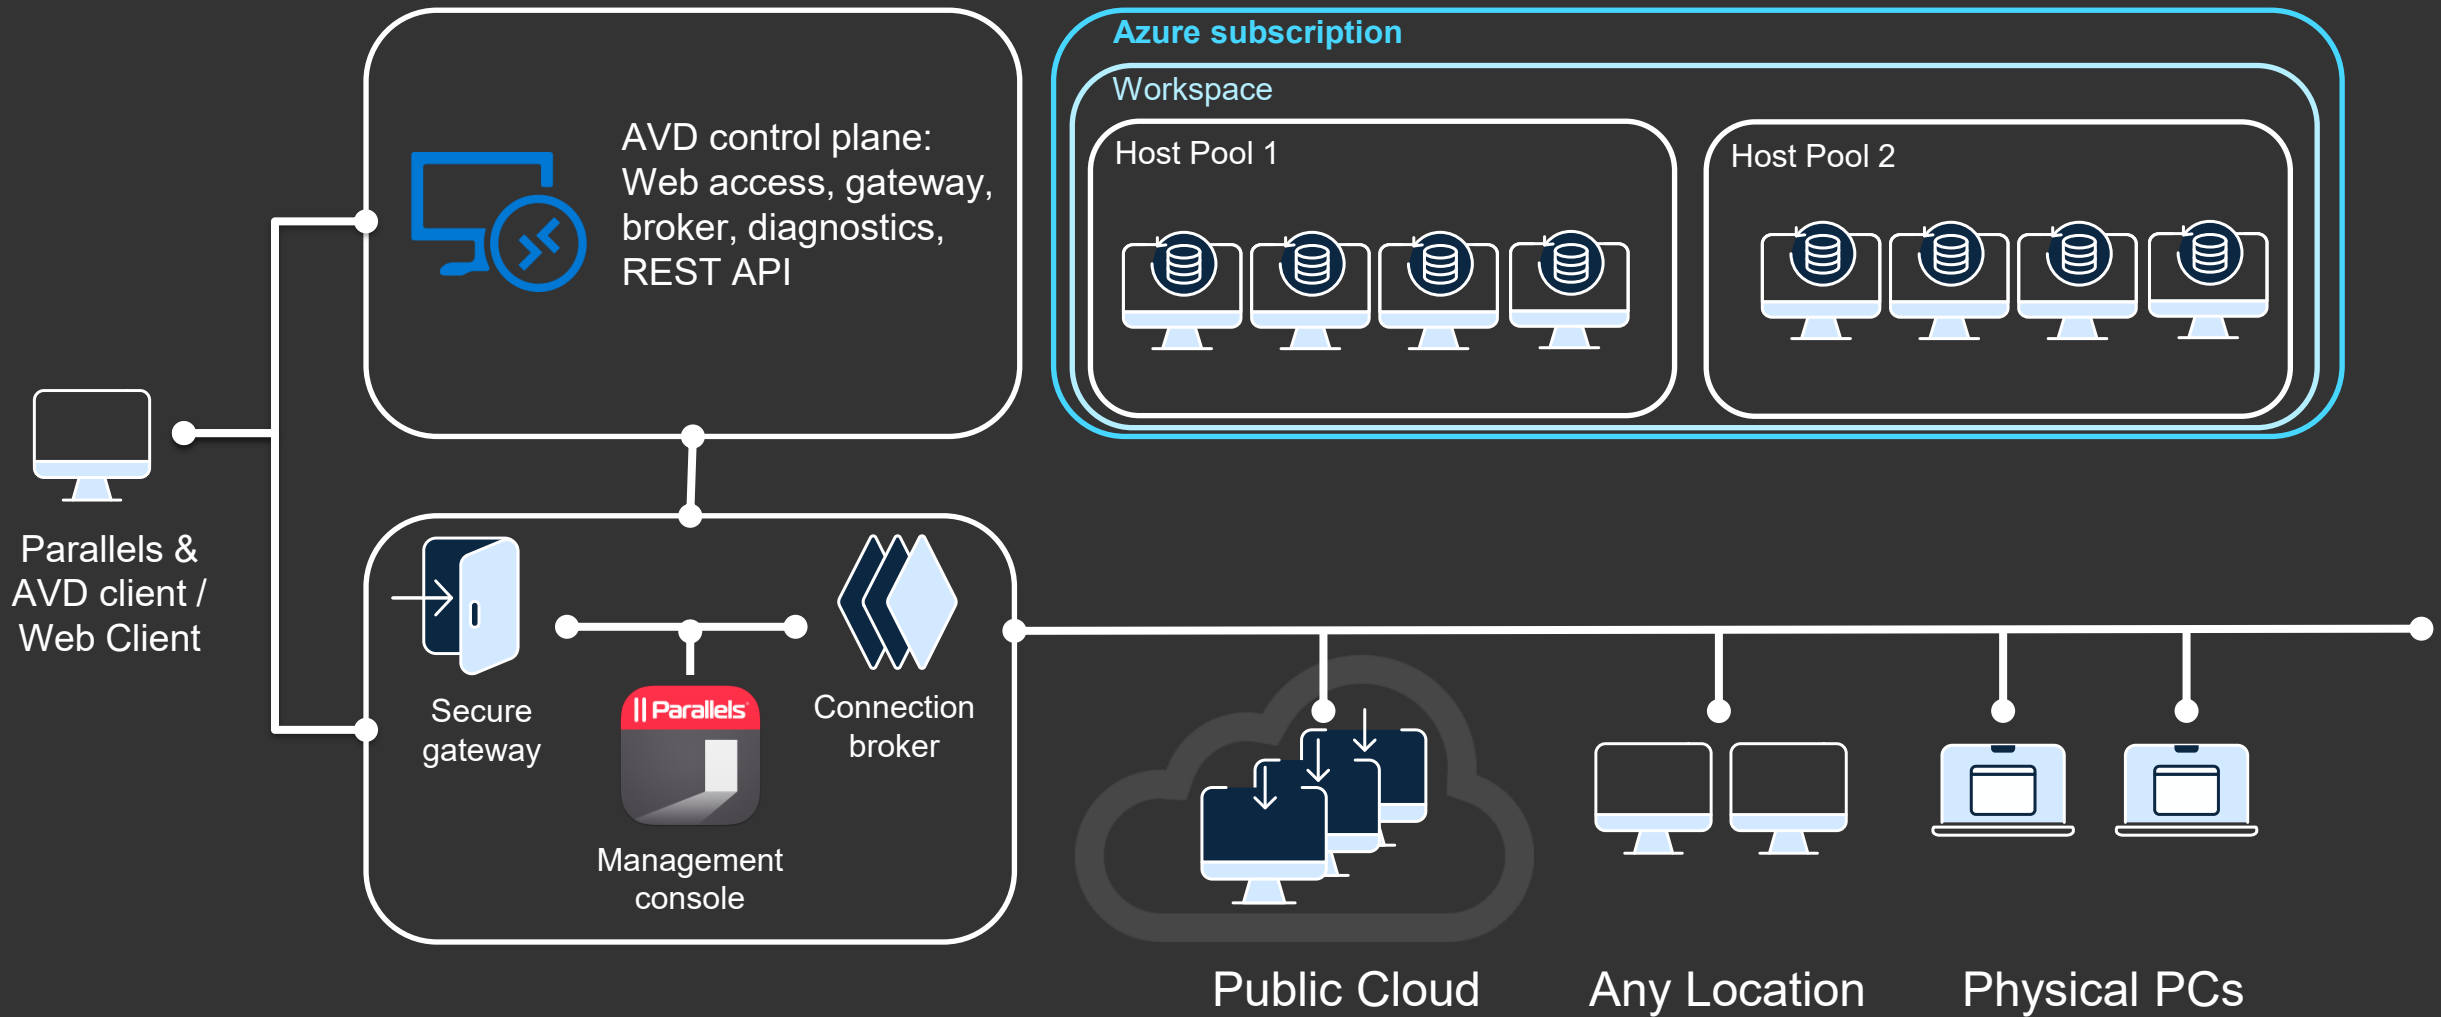 Azure subscription
Workspace
Host Pool 1
Host Pool 2
AVD control plane:
Web access, gateway,
broker, diagnostics,
REST API
Parallels &
AVD client /
Web Client
Secure
gateway
Parallels
Management
console
Connection
broker
Public Cloud
Any Location
Physical PCs